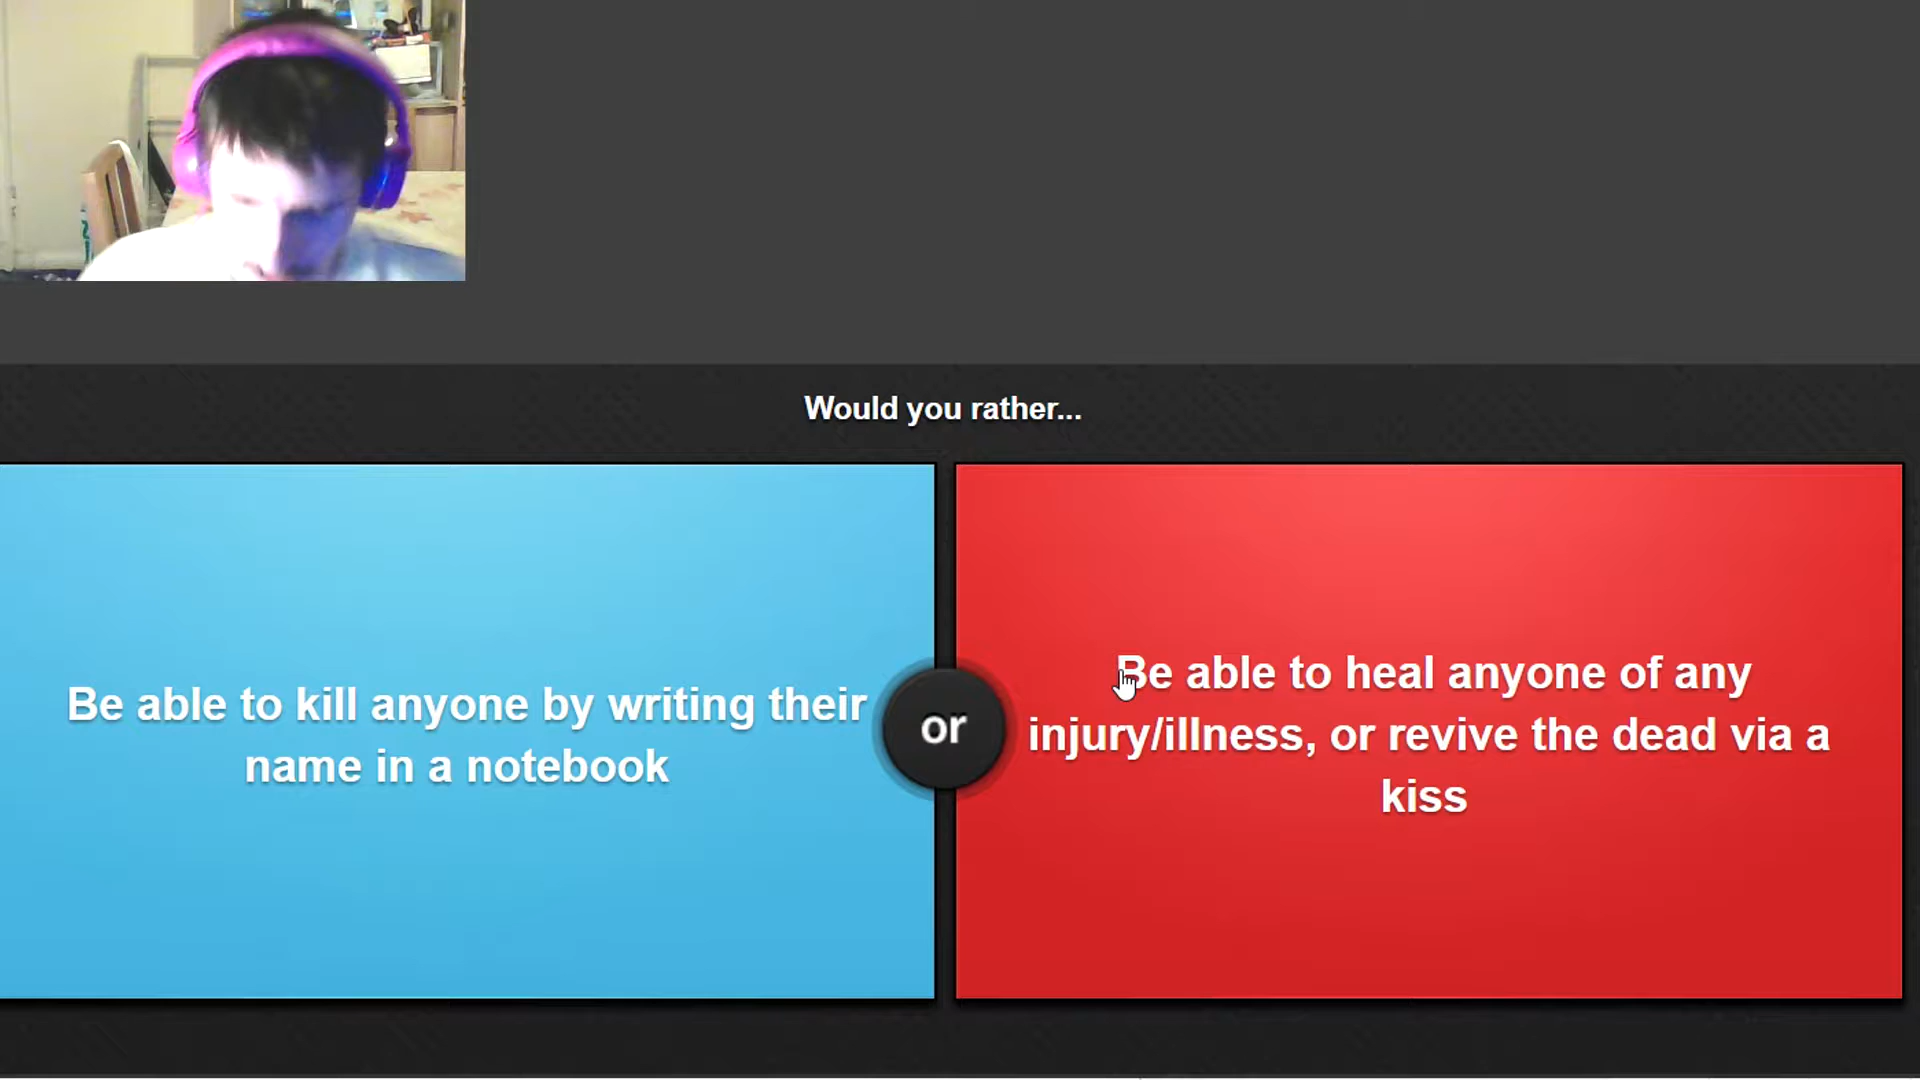 Would you rather...
Be able to kill anyone by writing their
name in a notebook
or
Be able to heal anyone of any
injury/illness, or revive the dead via a
kiss